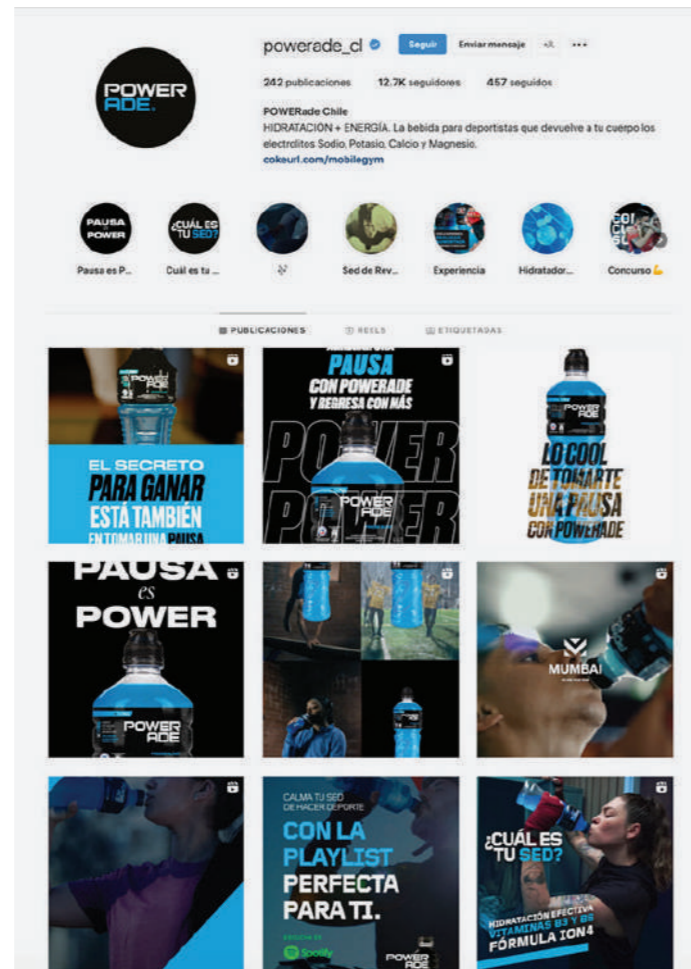 powerade_cl
Seguir
Enviar mensaje
242 publicaciones
12.7K seguidores
457 seguidos
POWER
ADE.
POWERade Chile
HIDRATACIÓN + ENERGÍA. La bebida para deportistas que devuelve a tu cuerpo los
electrolitos Sodio, Potasio, Calcio y Magnesio.
cokeurl.com/mobilegym
PAUSA
POWER
¿CUÁL ES
TU SED?
Pausa es P...
Cuál es tu ...
Sed de Rev...
Experiencia
Hidratador...
Concurso
PUBLICACIONES
REELS
ETIQUETADAS
POWER
ADE
EL SECRETO
PARA GANAR
ESTÁ TAMBIÉN
EN TOMAR UNA PAUSA
PAUSA
CON POWERADE
Y REGRESA CON MÁS
POWER
POWER
POWER
ADE
POWER
ADE
LO COOL
DE TOMARTE
UNA PAUSA
CON POWERADE
PAUSA
es
POWER
POWER
ADE
MUMBAI
CALMA TU SED
DE HACER DEPORTE
CON LA
PLAYLIST
PERFECTA
PARA TI.
Spotify
POWER
ADE
¿CUÁL ES
TU SED?
HIDRATACIÓN EFECTIVA
VITAMINAS B3 Y B6
FÓRMULA ION4